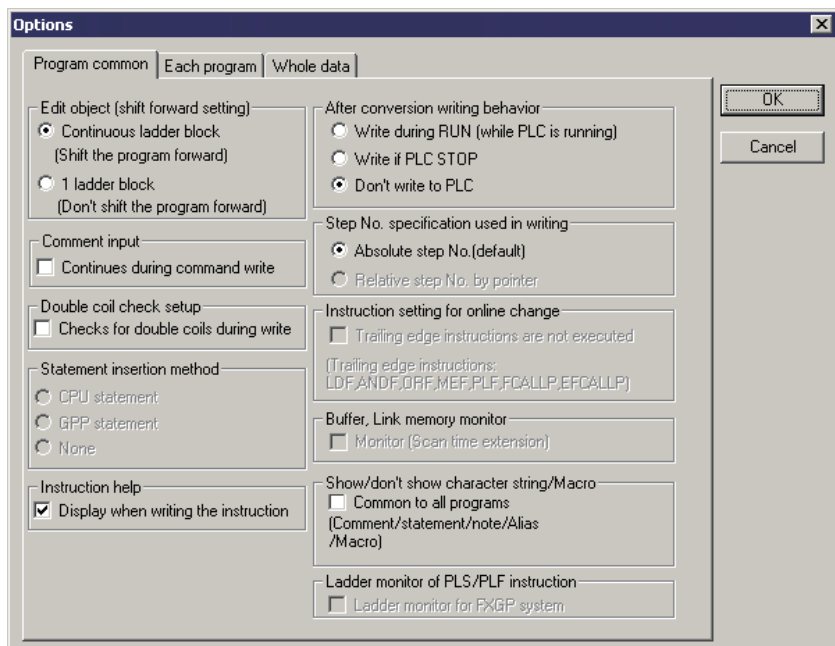 Options
Program common
Each program
Whole data
OK
Cancel
Edit object (shift forward setting)
Continuous ladder block
(Shift the program forward)
1 ladder block
(Don't shift the program forward)
Comment input
Continues during command write
Double coil check setup
Checks for double coils during write
Statement insertion method
CPU statement
GPP statement
None
Instruction help
Display when writing the instruction
After conversion writing behavior
Write during RUN (while PLC is running)
Write if PLC STOP
Don't write to PLC
Step No. specification used in writing
Absolute step No.(default)
Relative step No. by pointer
Instruction setting for online change
Trailing edge instructions are not executed
(Trailing edge instructions:
LDF,ANDF,ORF,MEF,PLF,FCALLP,EFCALLP)
Buffer, Link memory monitor
Monitor (Scan time extension)
Show/don't show character string/Macro
Common to all programs
(Comment/statement/note/Alias
/Macro)
Ladder monitor of PLS/PLF instruction
Ladder monitor for FXGP system